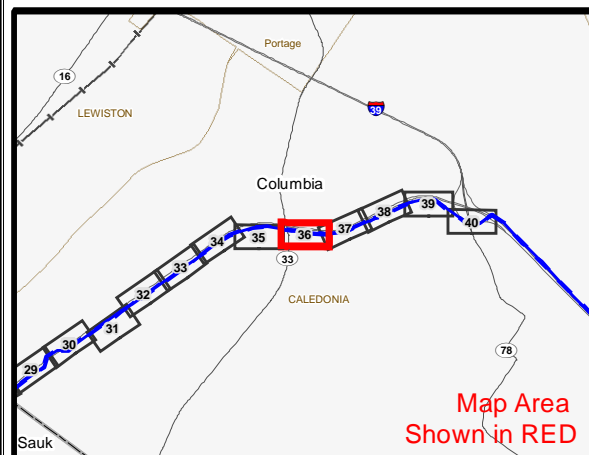 Portage
16
39
LEWISTON
Columbia
39
38
40
37
36
35
34
33
33
CALEDONIA
32
31
30
78
29
Map Area
Shown in RED
Sauk